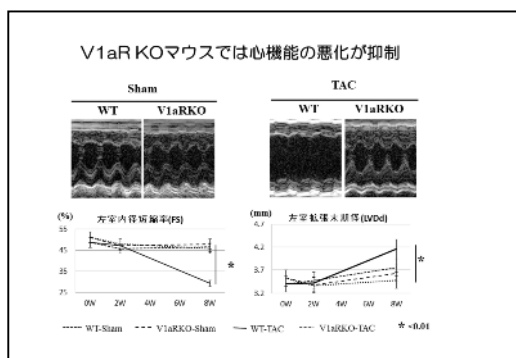 V1aR KOマウスでは心機能の悪化が抑制
Sham
TAC
WT
V1aRKO
WT
V1aRKO
(%)
左室内径短縮率(FS)
55
45
35
25
*
0W 2W 4W 6W 8W
(mm)
左室拡張末期径(LVDd)
4.7
4.2
3.7
3.2
*
0W 2W 4W 6W 8W
WT-Sham
V1aRKO-Sham
WT-TAC
V1aRKO-TAC
* <0.01